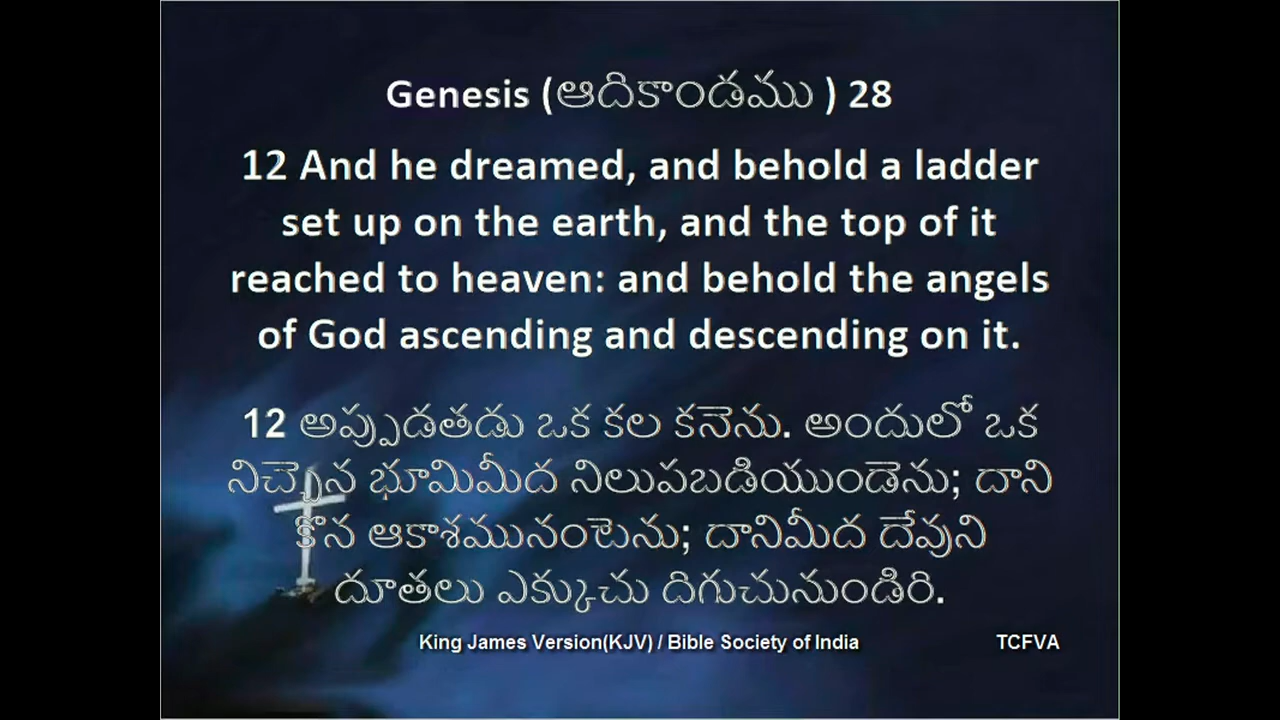 Genesis (ఆదికాండము ) 28
12 And he dreamed, and behold a ladder
set up on the earth, and the top of it
reached to heaven: and behold the angels
of God ascending and descending on it.
12 అప్పుడతడు ఒక కల కనెను. అందులో ఒక
నిచ్చెన భూమిమీద నిలుపబడియుండెను; దాని
కొన ఆకాశమునంటెను; దానిమీద దేవుని
దూతలు ఎక్కుచు దిగుచునుండిరి.
King James Version(KJV) / Bible Society of India TCFVA